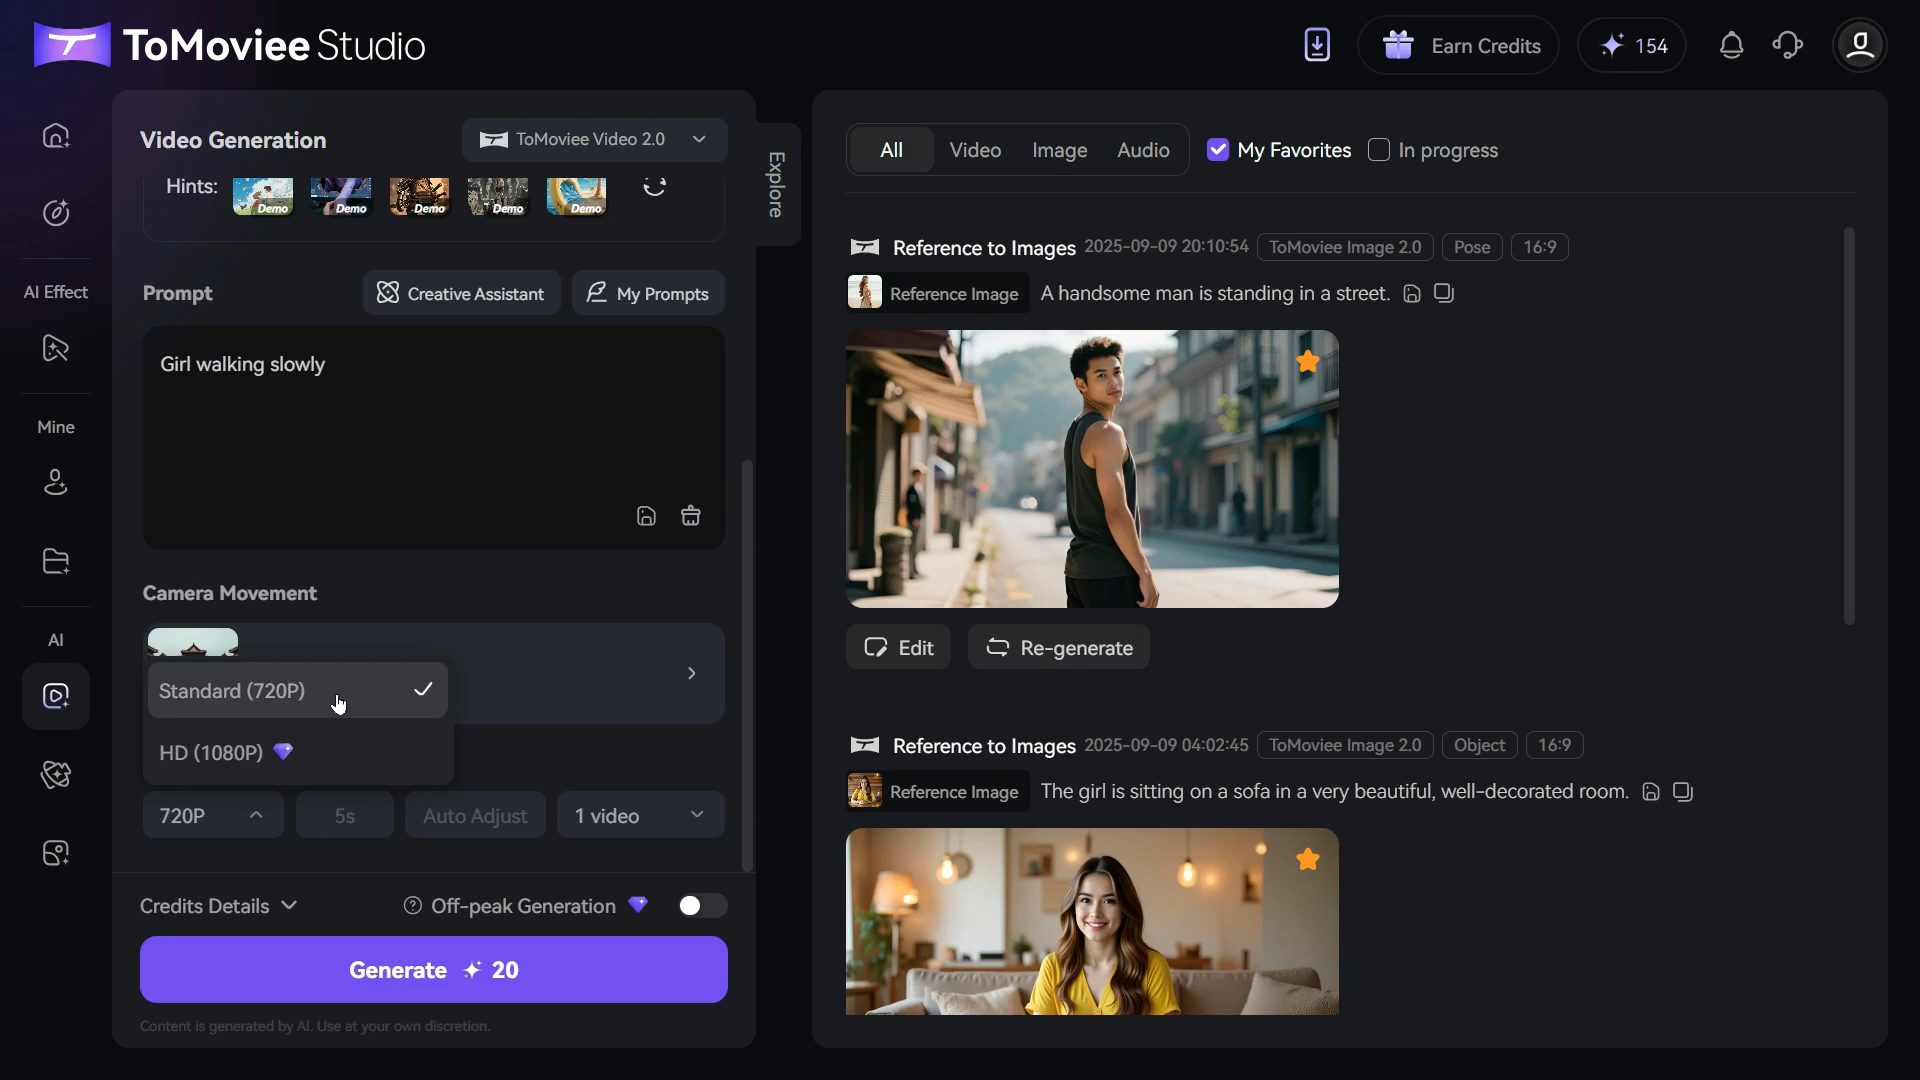 ToMoviee Studio
Earn Credits
154
Video Generation
ToMoviee Video 2.0
Explore
Hints:
Demo
Demo
Demo
Demo
Demo
AI Effect
Mine
AI
Prompt
Creative Assistant
My Prompts
Girl walking slowly
Camera Movement
Standard (720P)
HD (1080P)
720P
5s
Auto Adjust
1 video
Credits Details
Off-peak Generation
Generate 20
Content is generated by AI. Use at your own discretion.
All
Video
Image
Audio
My Favorites
In progress
Reference to Images 2025-09-09 20:10:54 ToMoviee Image 2.0 Pose 16:9
Reference Image A handsome man is standing in a street.
Edit
Re-generate
Reference to Images 2025-09-09 04:02:45 ToMoviee Image 2.0 Object 16:9
Reference Image The girl is sitting on a sofa in a very beautiful, well-decorated room.